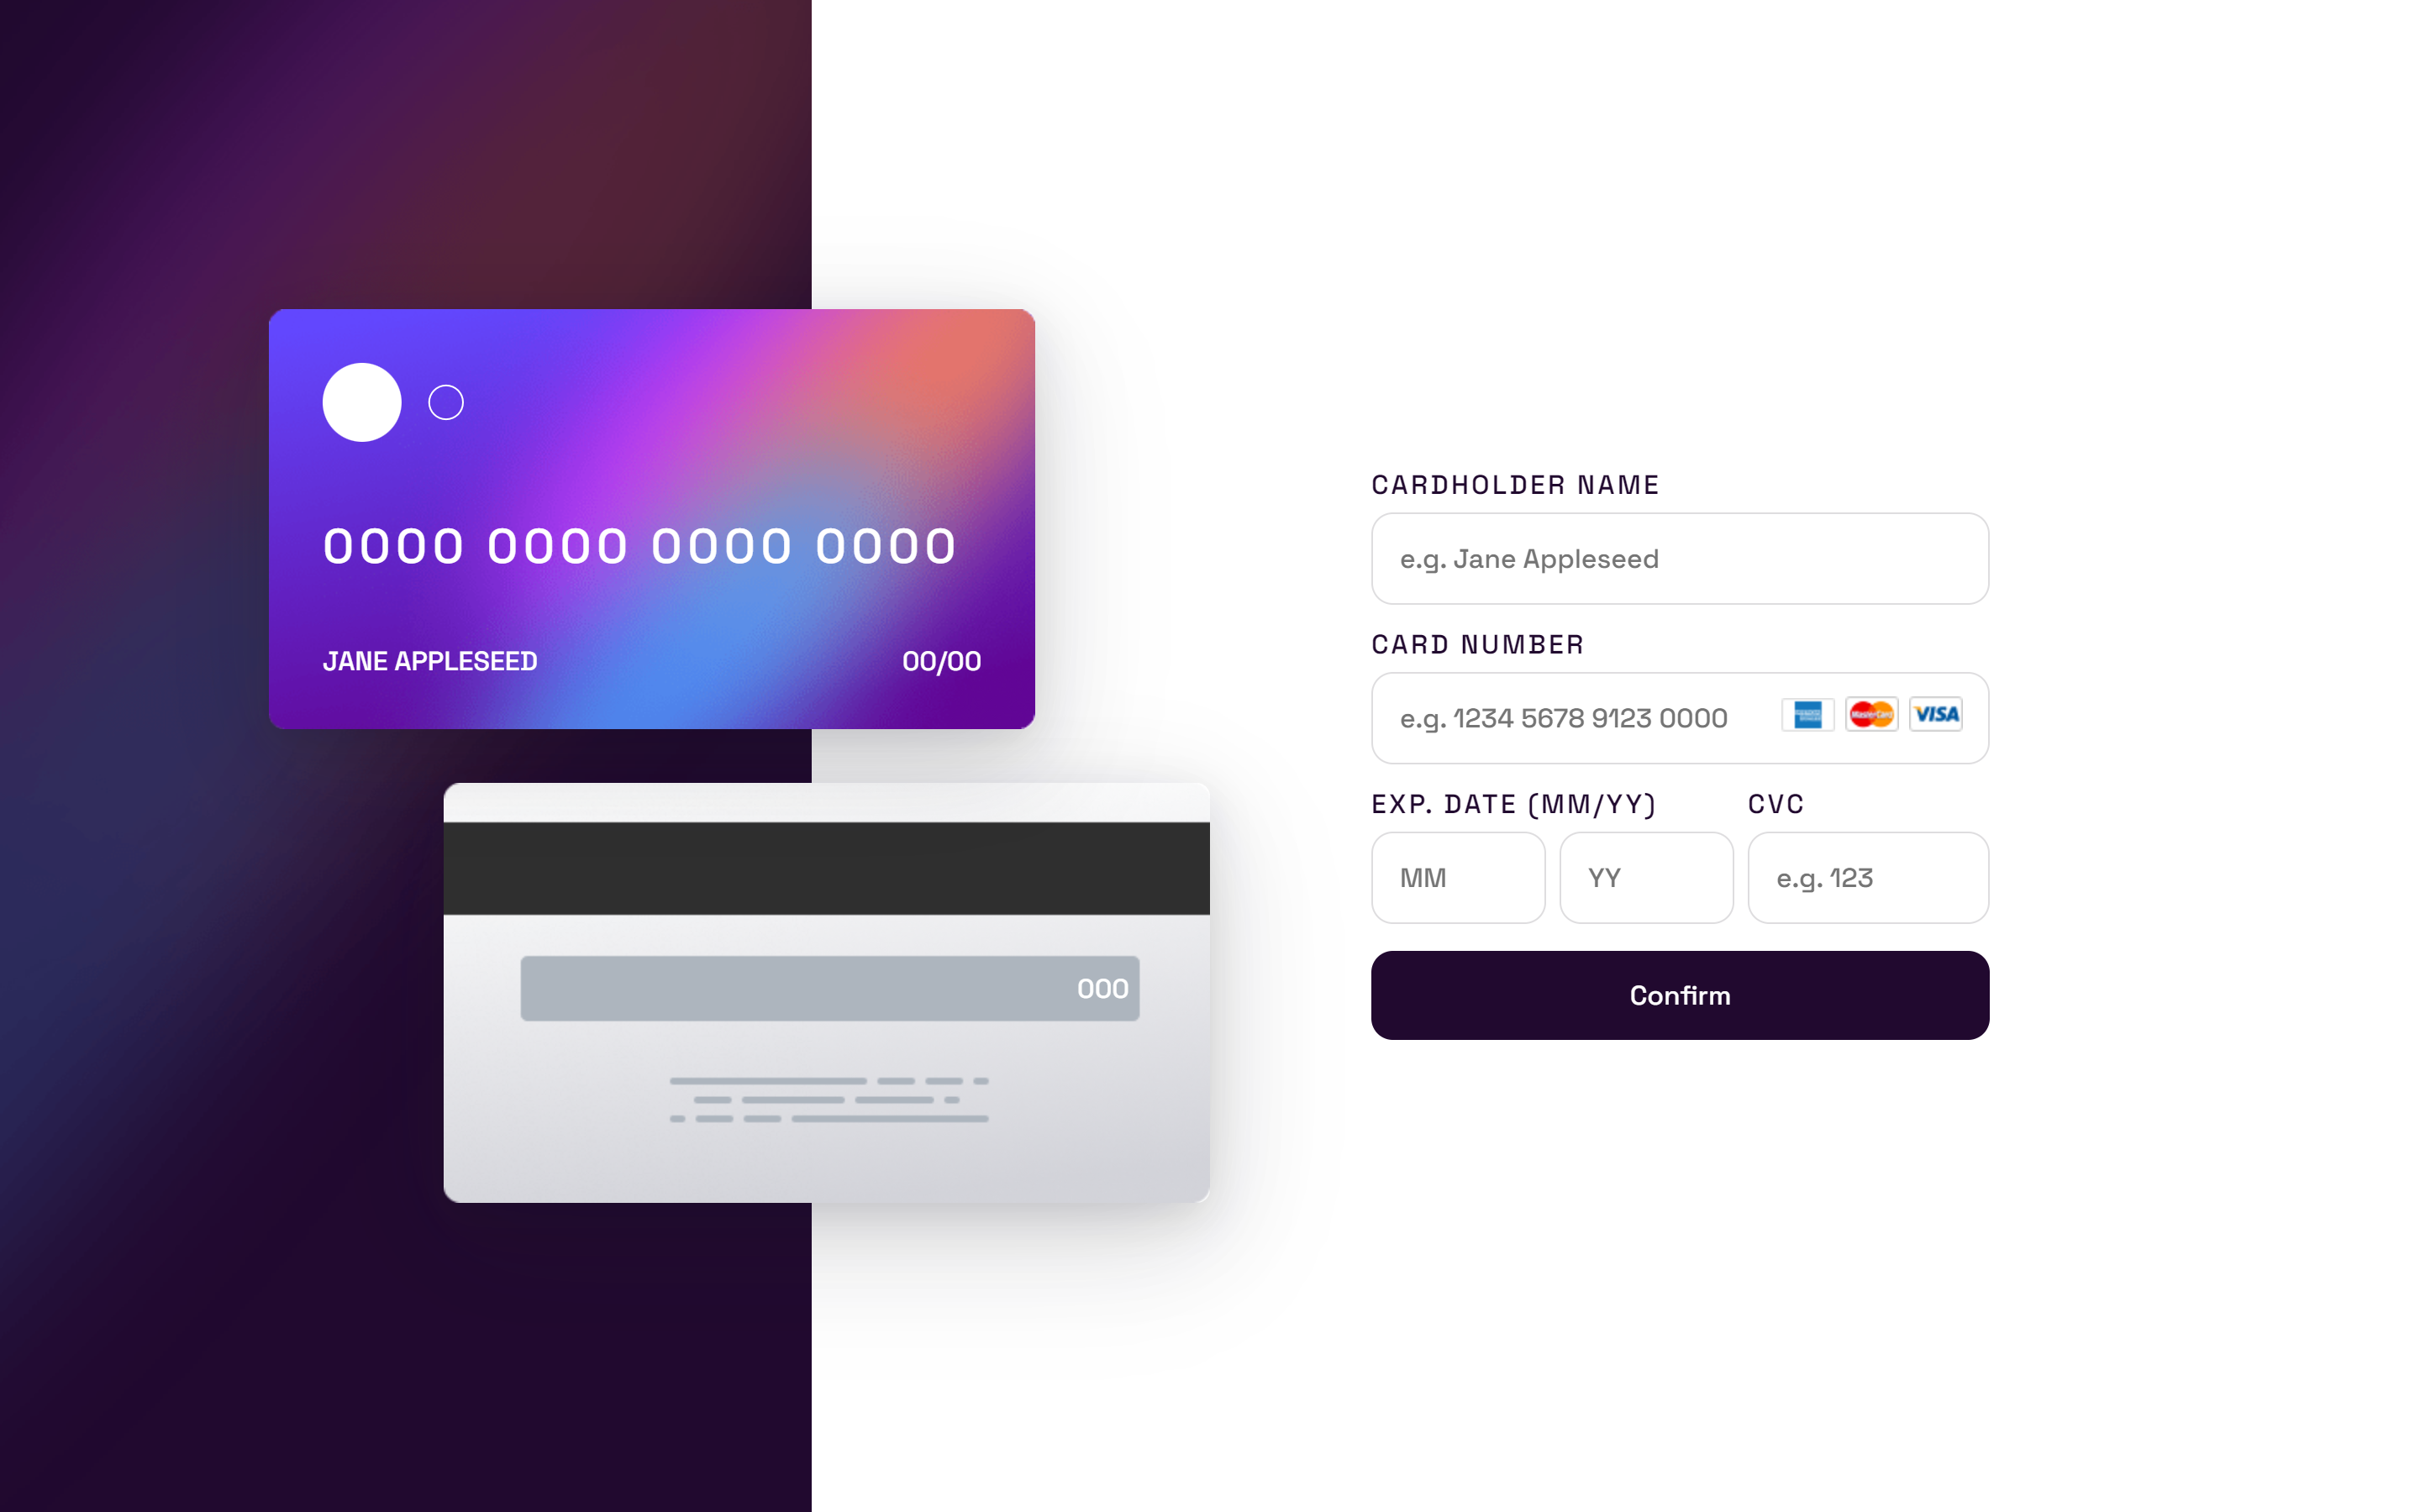 0000 0000 0000 0000
JANE APPLESEED 00/00
000
CARDHOLDER NAME
e.g. Jane Appleseed
CARD NUMBER
e.g. 1234 5678 9123 0000 MasterCard VISA
EXP. DATE (MM/YY) CVC
MM YY e.g. 123
Confirm